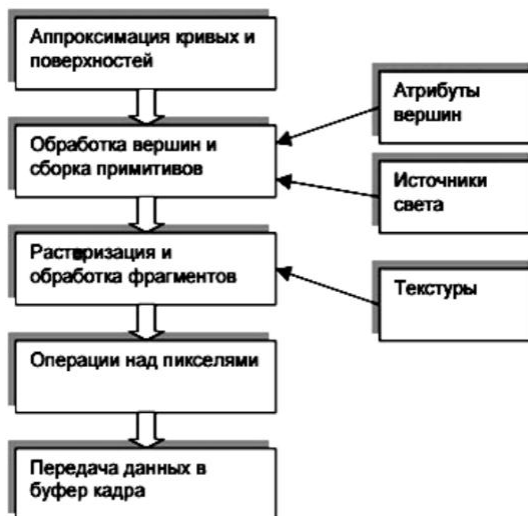 Аппроксимация кривых и
поверхностей
Атрибуты
вершин
Обработка вершин и
сборка примитивов
Источники
света
Растеризация и
обработка фрагментов
Текстуры
Операции над пикселями
Передача данных в
буфер кадра